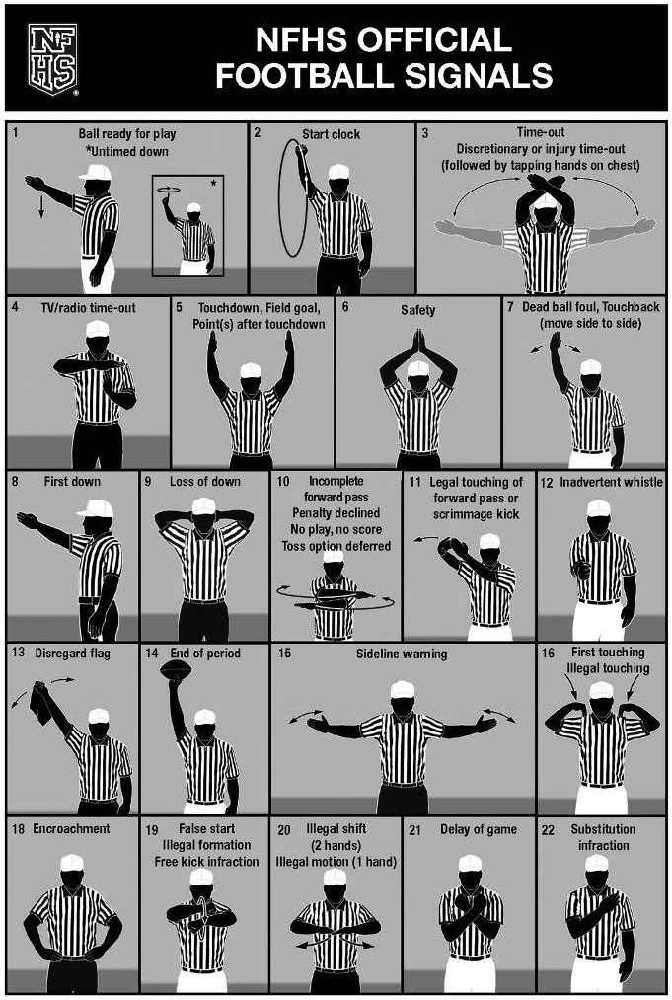 NF
HS
®
NFHS OFFICIAL
FOOTBALL SIGNALS
1
Ball ready for play
*Untimed down
*
2
Start clock
3
Time-out
Discretionary or injury time-out
(followed by tapping hands on chest)
4
TV/radio time-out
5
Touchdown, Field goal,
Point(s) after touchdown
6
Safety
7
Dead ball foul, Touchback
(move side to side)
8
First down
9
Loss of down
10
Incomplete
forward pass
Penalty declined
No play, no score
Toss option deferred
11
Legal touching of
forward pass or
scrimmage kick
12
Inadvertent whistle
13
Disregard flag
14
End of period
15
Sideline warning
16
First touching
Illegal touching
18
Encroachment
19
False start
Illegal formation
Free kick infraction
20
Illegal shift
(2 hands)
Illegal motion (1 hand)
21
Delay of game
22
Substitution
infraction